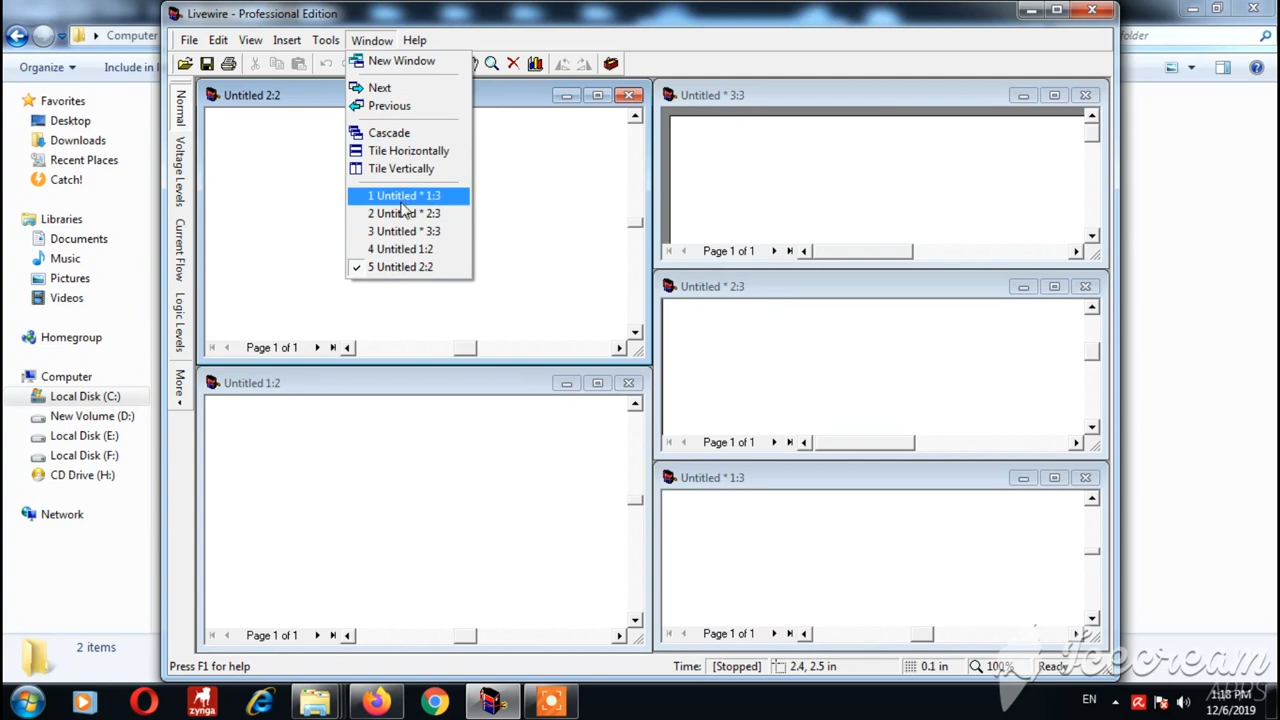 Livewire - Professional Edition
Computer
folder
File Edit View Insert Tools Window Help
Organize
Include in l
New Window
Next
Previous
Cascade
Tile Horizontally
Tile Vertically
1 Untitled * 1:3
2 Untitled * 2:3
3 Untitled * 3:3
4 Untitled 1:2
5 Untitled 2:2
Favorites
Desktop
Downloads
Recent Places
Catch!
Libraries
Documents
Music
Pictures
Videos
Homegroup
Computer
Local Disk (C:)
New Volume (D:)
Local Disk (E:)
Local Disk (F:)
CD Drive (H:)
Network
2 items
Normal
Voltage Levels
Current Flow
Logic Levels
More
Untitled 2:2
Page 1 of 1
Untitled 1:2
Page 1 of 1
Untitled * 3:3
Page 1 of 1
Untitled * 2:3
Page 1 of 1
Untitled * 1:3
Page 1 of 1
Press F1 for help
Time: [Stopped] 2.4, 2.5 in 0.1 in 100% Ready
Icecream
APPS
zynga
EN
1:18 PM
12/6/2019